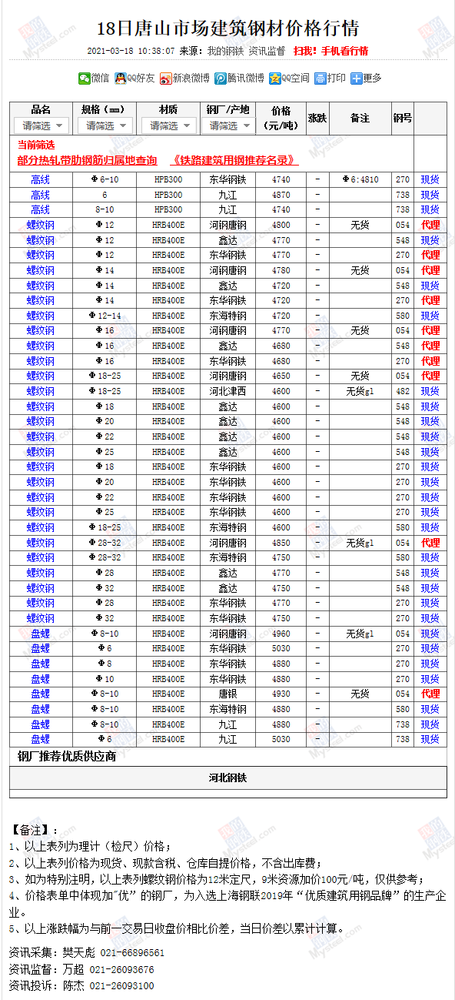 18日唐山市场建筑钢材价格行情
2021-03-18 10:38:07 来源：我的钢铁 资讯监督 扫我！手机看行情
微信 QQ好友 新浪微博 腾讯微博 QQ空间 打印 更多
品名 规格（㎜） 材质 钢厂/产地 价格（元/吨） 涨跌 备注 钢号
请筛选 请筛选 请筛选 请筛选
当前筛选
部分热轧带肋钢筋归属地查询 《铁路建筑用钢推荐名录》
高线 Φ6-10 HPB300 东华钢铁 4740 - Φ6:4810 270 现货
高线 6 HPB300 九江 4870 - 738 现货
高线 8-10 HPB300 九江 4740 - 738 现货
螺纹钢 Φ12 HRB400E 河钢唐钢 4800 - 无货 054 代理
螺纹钢 Φ12 HRB400E 鑫达 4770 - 548 现货
螺纹钢 Φ12 HRB400E 东华钢铁 4770 - 270 代理
螺纹钢 Φ14 HRB400E 河钢唐钢 4780 - 无货 054 代理
螺纹钢 Φ14 HRB400E 鑫达 4720 - 548 现货
螺纹钢 Φ14 HRB400E 东华钢铁 4720 - 270 代理
螺纹钢 Φ12-14 HRB400E 东海特钢 4720 - 580 现货
螺纹钢 Φ16 HRB400E 河钢唐钢 4770 - 无货 054 代理
螺纹钢 Φ16 HRB400E 鑫达 4680 - 548 代理
螺纹钢 Φ16 HRB400E 东华钢铁 4680 - 270 代理
螺纹钢 Φ18-25 HRB400E 河钢唐钢 4650 - 无货 054 代理
螺纹钢 Φ18-25 HRB400E 河北津西 4600 - 无货gl 482 现货
螺纹钢 Φ18 HRB400E 鑫达 4600 - 548 现货
螺纹钢 Φ20 HRB400E 鑫达 4600 - 548 现货
螺纹钢 Φ22 HRB400E 鑫达 4600 - 548 现货
螺纹钢 Φ25 HRB400E 鑫达 4600 - 548 现货
螺纹钢 Φ18 HRB400E 东华钢铁 4600 - 270 现货
螺纹钢 Φ20 HRB400E 东华钢铁 4600 - 270 现货
螺纹钢 Φ22 HRB400E 东华钢铁 4600 - 270 现货
螺纹钢 Φ25 HRB400E 东华钢铁 4600 - 270 现货
螺纹钢 Φ18-25 HRB400E 东海特钢 4600 - 580 现货
螺纹钢 Φ28-32 HRB400E 河钢唐钢 4850 - 无货gl 054 代理
螺纹钢 Φ28-32 HRB400E 东海特钢 4750 - 580 现货
螺纹钢 Φ28 HRB400E 鑫达 4770 - 548 现货
螺纹钢 Φ32 HRB400E 鑫达 4750 - 548 现货
螺纹钢 Φ28 HRB400E 东华钢铁 4770 - 270 现货
螺纹钢 Φ32 HRB400E 东华钢铁 4750 - 270 现货
盘螺 Φ8-10 HRB400E 河钢唐钢 4960 - 无货gl 054 现货
盘螺 Φ6 HRB400E 东华钢铁 5030 - 270 现货
盘螺 Φ8 HRB400E 东华钢铁 4880 - 270 现货
盘螺 Φ10 HRB400E 东华钢铁 4880 - 270 现货
盘螺 Φ8-10 HRB400E 唐银 4930 - 无货 054 代理
盘螺 Φ8-10 HRB400E 东海特钢 4880 - 580 现货
盘螺 Φ8-10 HRB400E 九江 4880 - 738 现货
盘螺 Φ6 HRB400E 九江 5030 - 738 现货
钢厂推荐优质供应商
河北钢铁
【备注】：
1、以上表列为理计（检尺）价格；
2、以上表列价格为现货、现款含税、仓库自提价格，不含出库费；
3、如为特别注明，以上表列螺纹钢价格为12米定尺，9米资源加价100元/吨，仅供参考；
4、价格表单中体现加"优”的钢厂，为入选上海钢联2019年“优质建筑用钢品牌”的生产企
业。
5、以上涨跌幅为与前一交易日收盘价相比价差，当日价差以累计计算。
资讯采集：樊天彪 021-66896561
资讯监督：万超 021-26093676
资讯投诉：陈杰 021-26093100